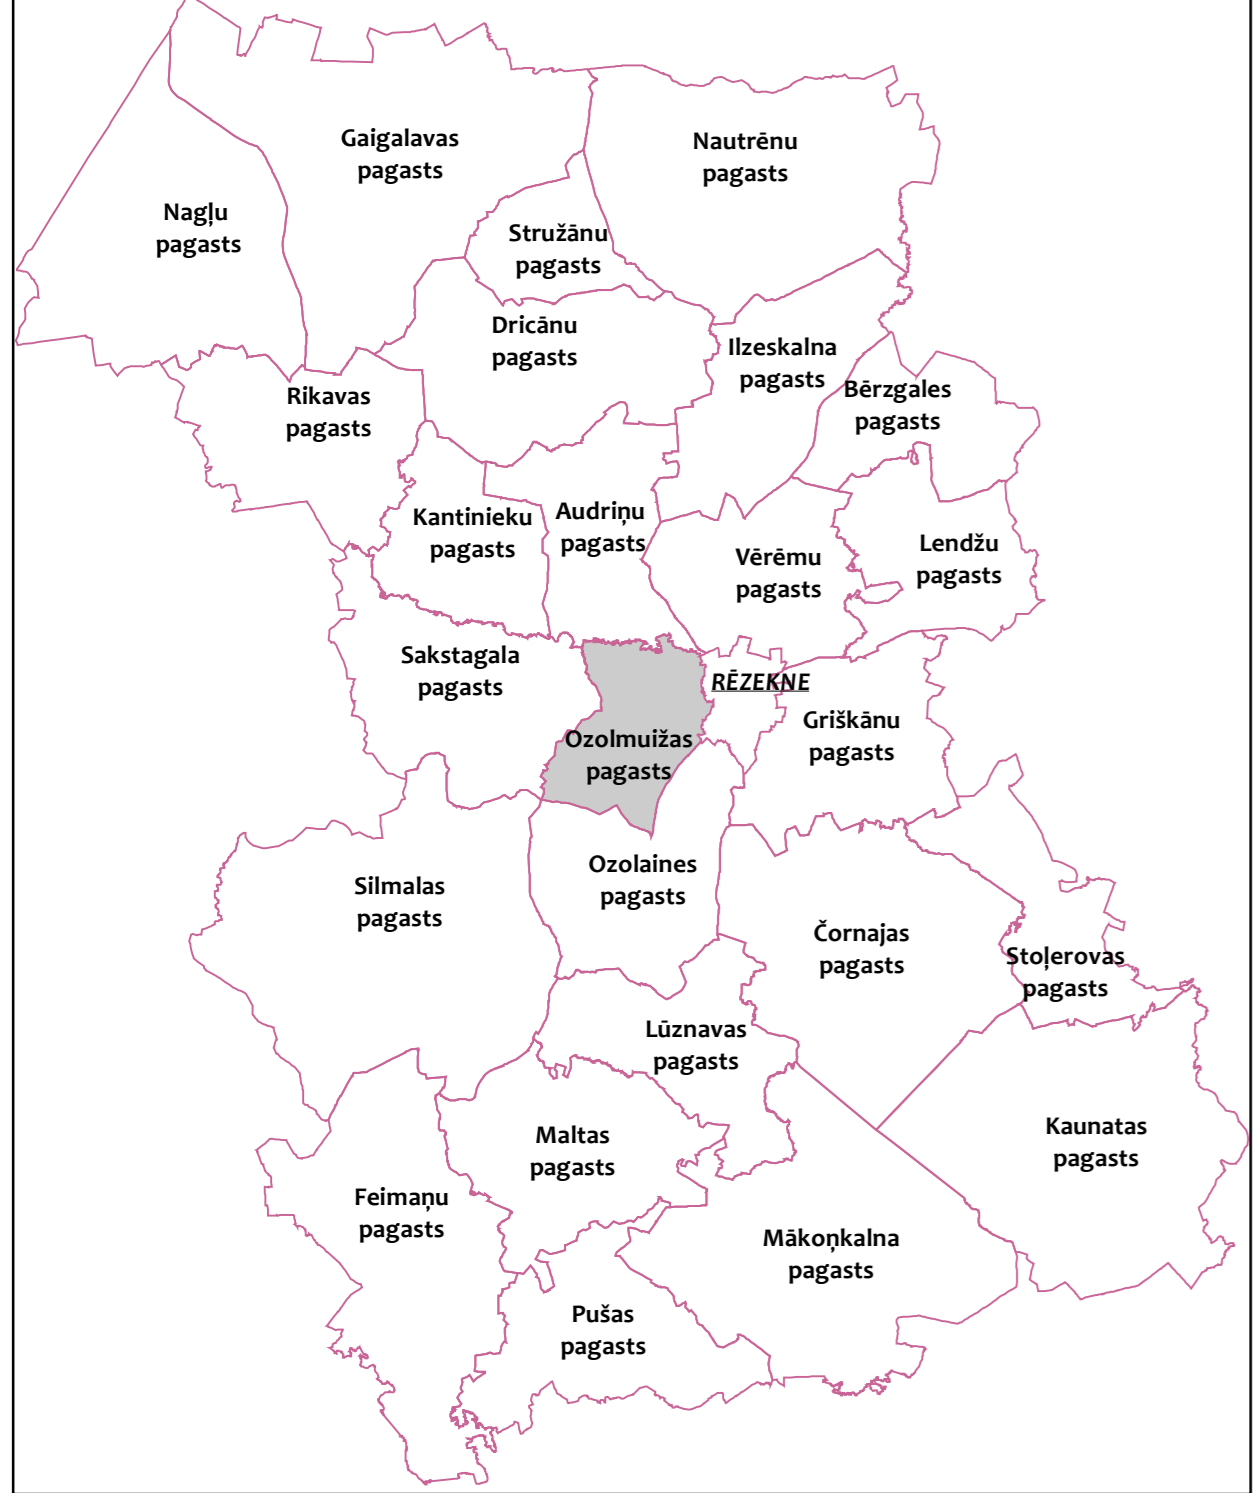 Gaigalavas
pagasts
Nautrēnu
pagasts
Nagļu
pagasts
Stružānu
pagasts
Dricānu
pagasts
Ilzeskalna
pagasts
Bērzgales
pagasts
Rikavas
pagasts
Kantinieku
pagasts
Audriņu
pagasts
Vērēmu
pagasts
Lendžu
pagasts
Sakstagala
pagasts
RĒZEKNE
Griškānu
pagasts
Ozolmuižas
pagasts
Ozolaines
pagasts
Silmalas
pagasts
Čornajas
pagasts
Stoļerovas
pagasts
Lūznavas
pagasts
Kaunatas
pagasts
Maltas
pagasts
Feimaņu
pagasts
Mākoņkalna
pagasts
Pušas
pagasts